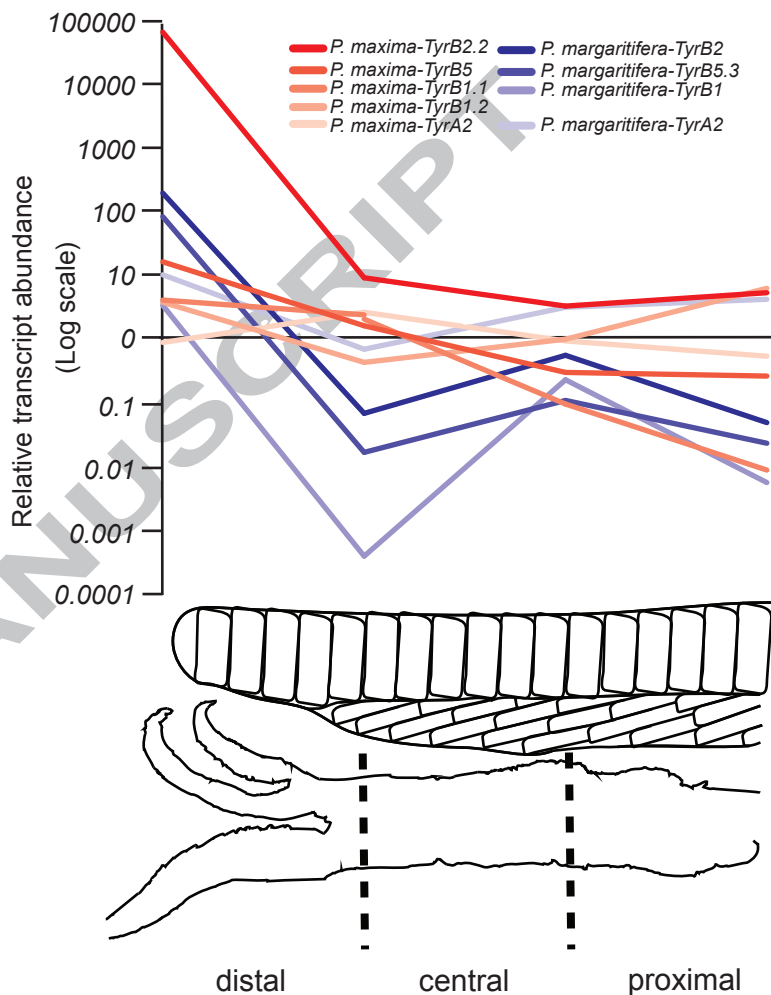 100000
10000
1000
100
10
0
0.1
0.01
0.001
0.0001
Relative transcript abundance
(Log scale)
P. maxima-TyrB2.2
P. maxima-TyrB5
P. maxima-TyrB1.1
P. maxima-TyrB1.2
P. maxima-TyrA2
P. margaritifera-TyrB2
P. margaritifera-TyrB5.3
P. margaritifera-TyrB1
P. margaritifera-TyrA2
ANUSCRIPT
distal central proximal